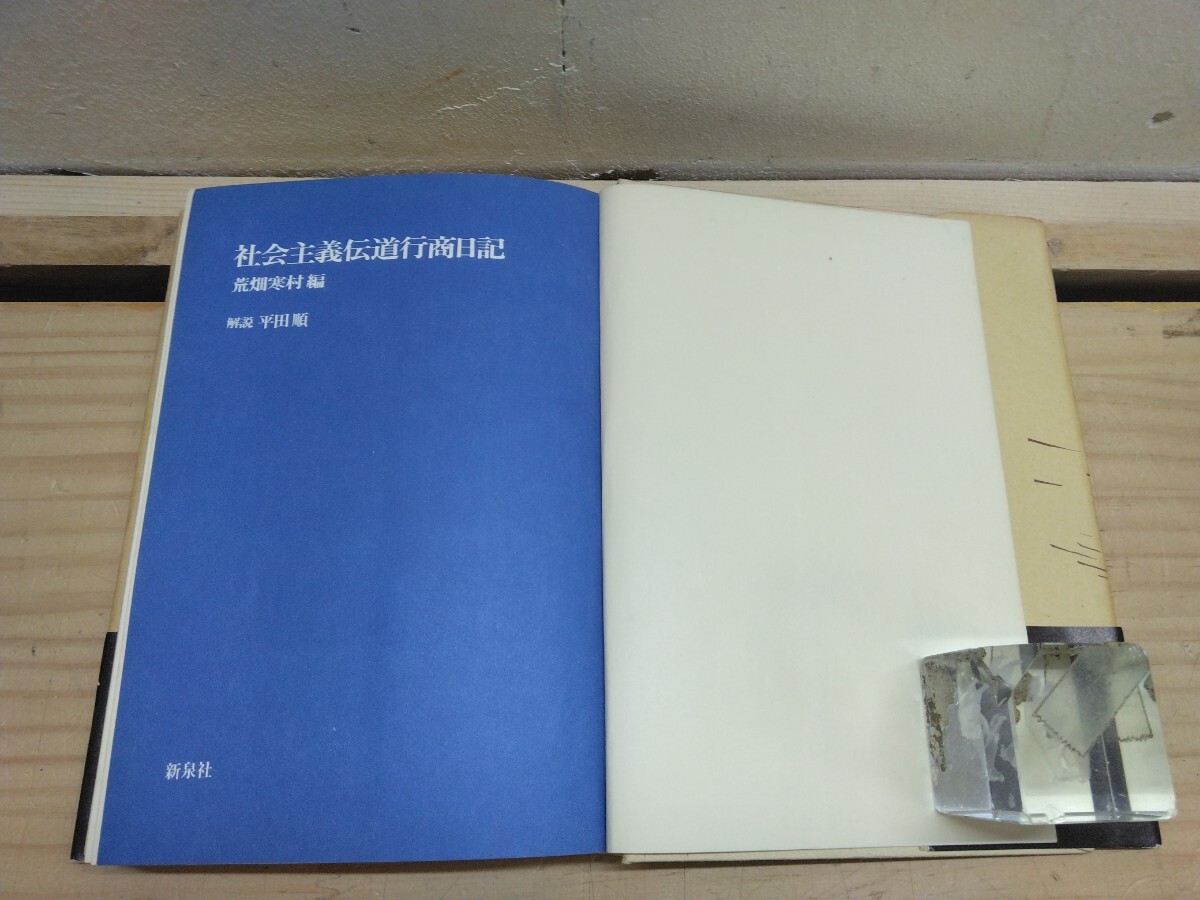 社会主義伝道行商日記
荒畑寒村 編
解説 平田 順
新泉社